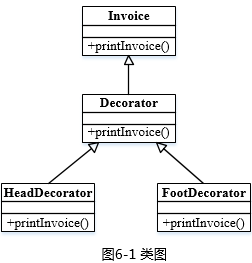 Invoice
+printInvoice()
Decorator
+printInvoice()
HeadDecorator
FootDecorator
+printInvoice()
+printInvoice()
图6-1 类图